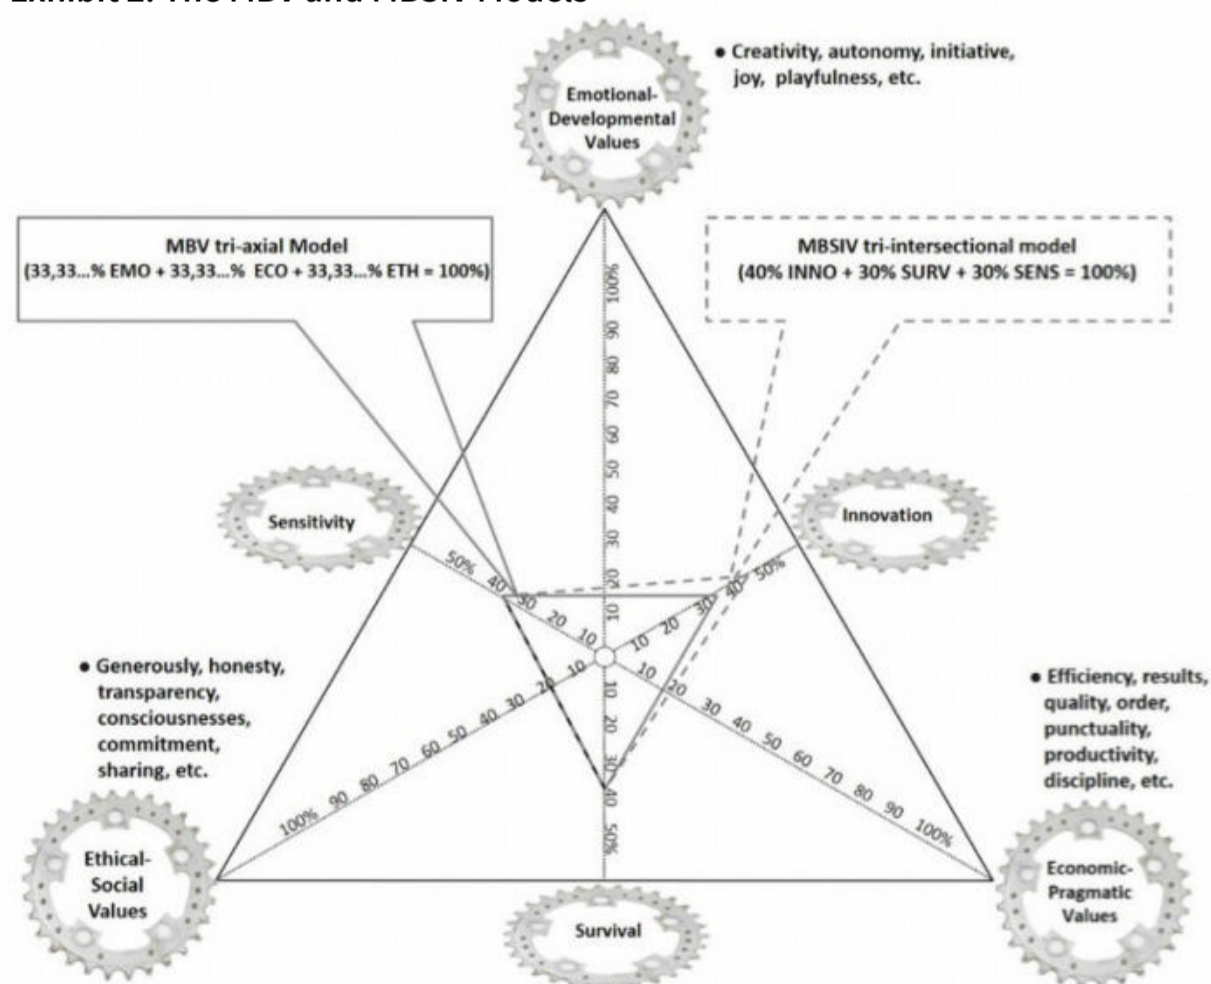 Exhibit 2: The MBV and MBSIV Models
Emotional-
Developmental
Values
● Creativity, autonomy, initiative,
joy, playfulness, etc.
MBV tri-axial Model
(33,33...% EMO + 33,33...% ECO + 33,33...% ETH = 100%)
MBSIV tri-intersectional model
(40% INNO + 30% SURV + 30% SENS = 100%)
100%
90
80
70
60
50
40
30
20
10
Sensitivity
50%
40
30
20
10
Innovation
50%
40
30
20
10
● Generously, honesty,
transparency,
consciousnesses,
commitment,
sharing, etc.
10
20
30
40
50
60
70
80
90
100%
10
20
30
40
50
60
70
80
90
100%
10
20
30
40
50%
● Efficiency, results,
quality, order,
punctuality,
productivity,
discipline, etc.
Ethical-
Social
Values
Survival
Economic-
Pragmatic
Values